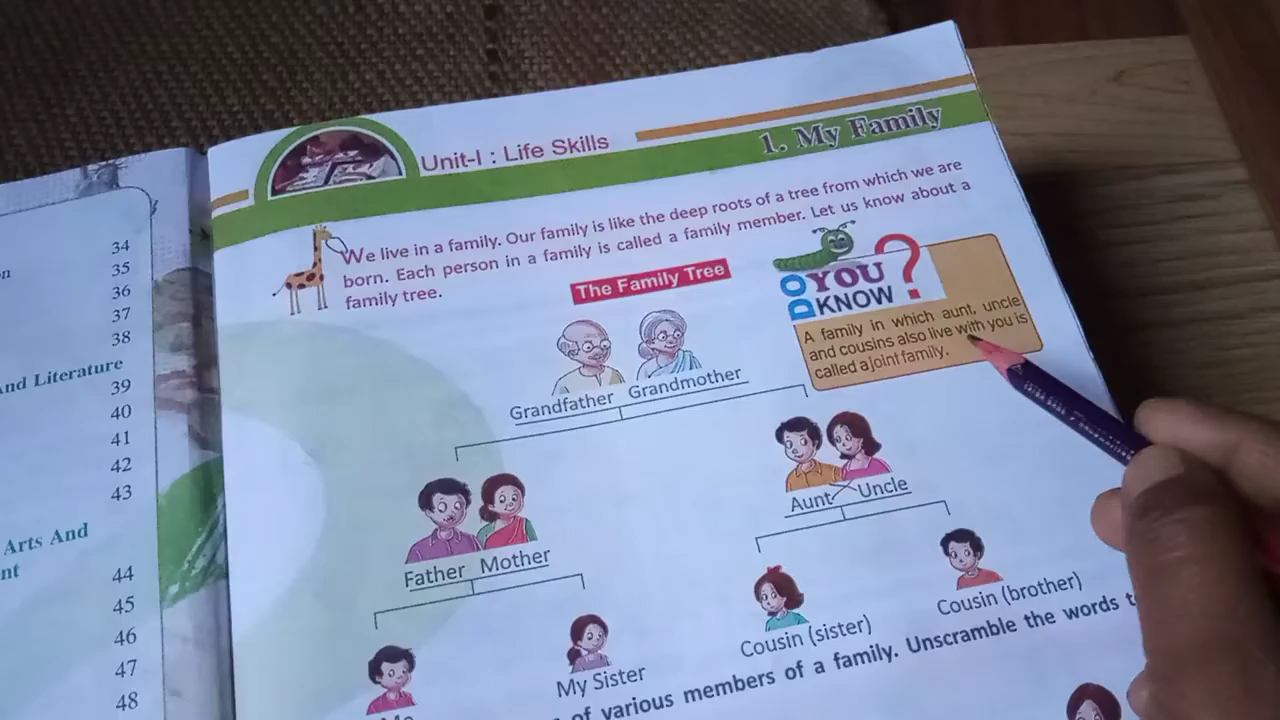 34
35
36
37
38
And Literature
39
40
41
42
43
Arts And
44
45
46
47
48
Unit-I : Life Skills
1. My Family
We live in a family. Our family is like the deep roots of a tree from which we are
born. Each person in a family is called a family member. Let us know about a
family tree.
The Family Tree
DO YOU KNOW ?
A family in which aunt, uncle
and cousins also live with you is
called a joint family.
Grandfather Grandmother
Aunt Uncle
Father Mother
Cousin (sister) Cousin (brother)
My Sister
Me
of various members of a family. Unscramble the words